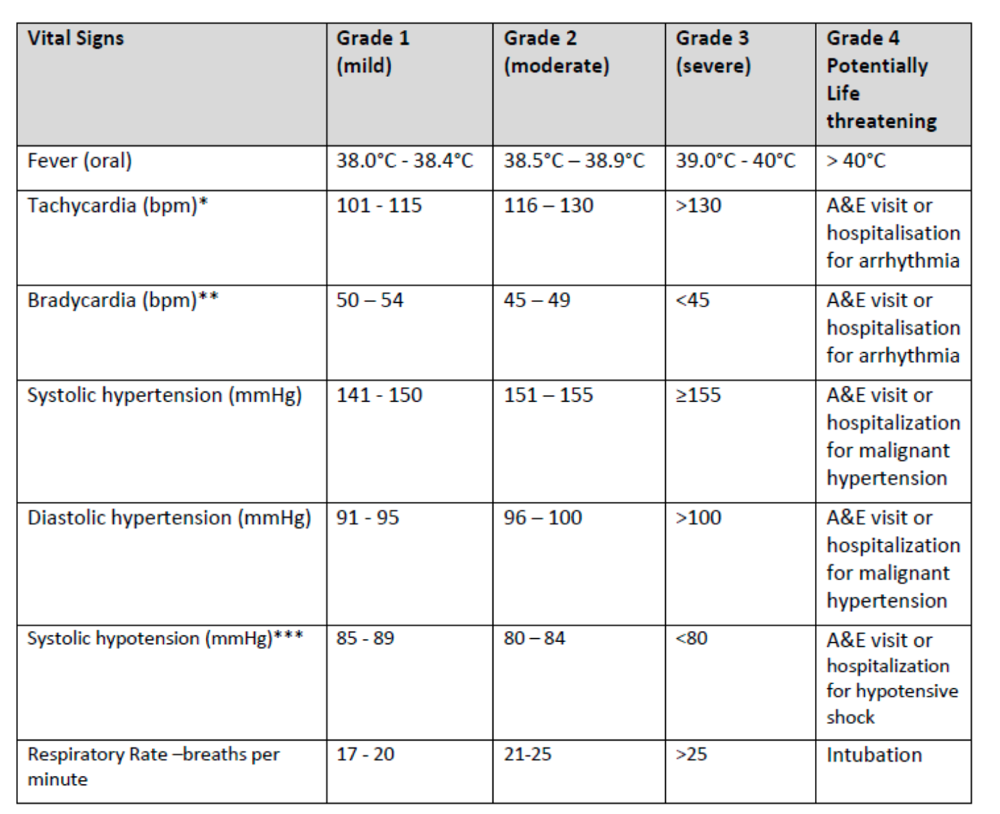 Vital Signs
Grade 1
(mild)
Grade 2
(moderate)
Grade 3
(severe)
Grade 4
Potentially
Life
threatening
Fever (oral)
38.0°C - 38.4°C
38.5°C – 38.9°C
39.0°C - 40°C
> 40°C
Tachycardia (bpm)*
101 - 115
116 – 130
>130
A&E visit or
hospitalisation
for arrhythmia
Bradycardia (bpm)**
50 – 54
45 – 49
<45
A&E visit or
hospitalisation
for arrhythmia
Systolic hypertension (mmHg)
141 - 150
151 – 155
≥155
A&E visit or
hospitalization
for malignant
hypertension
Diastolic hypertension (mmHg)
91 - 95
96 – 100
>100
A&E visit or
hospitalization
for malignant
hypertension
Systolic hypotension (mmHg)***
85 - 89
80 – 84
<80
A&E visit or
hospitalization
for hypotensive
shock
Respiratory Rate –breaths per
minute
17 - 20
21-25
>25
Intubation